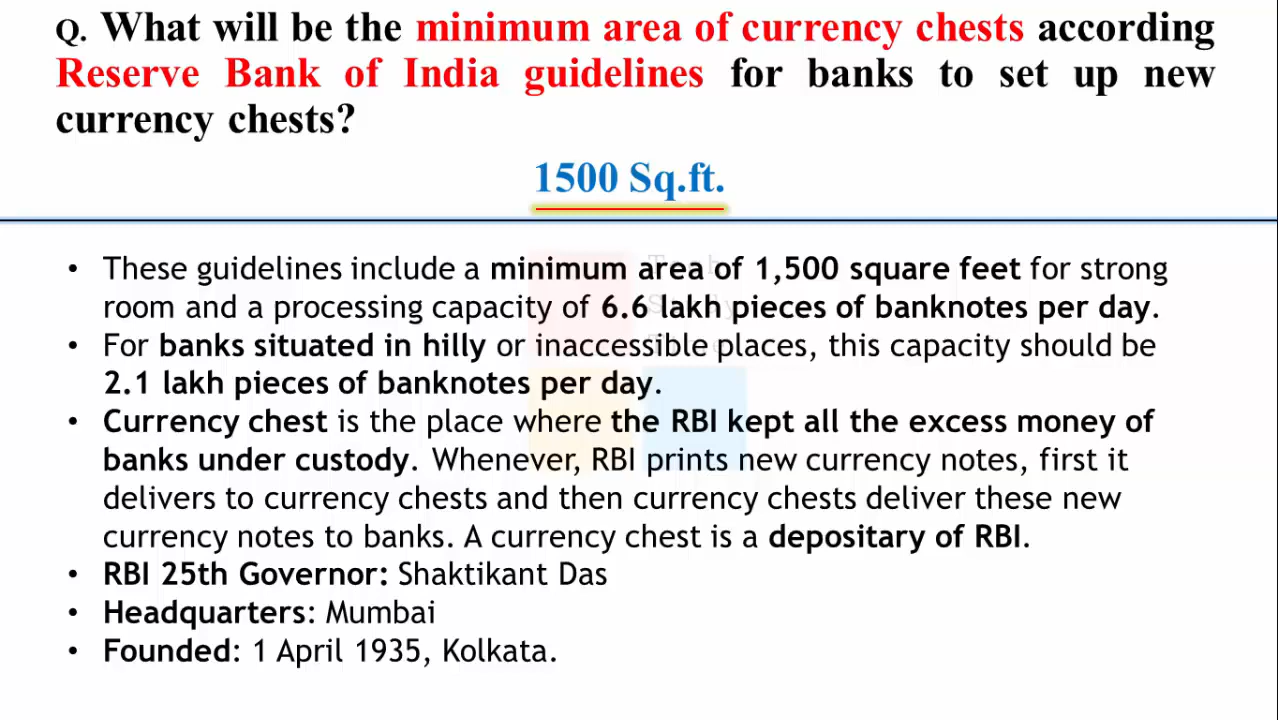 Q. What will be the minimum area of currency chests according
Reserve Bank of India guidelines for banks to set up new
currency chests?
1500 Sq.ft.
• These guidelines include a minimum area of 1,500 square feet for strong
room and a processing capacity of 6.6 lakh pieces of banknotes per day.
• For banks situated in hilly or inaccessible places, this capacity should be
2.1 lakh pieces of banknotes per day.
• Currency chest is the place where the RBI kept all the excess money of
banks under custody. Whenever, RBI prints new currency notes, first it
delivers to currency chests and then currency chests deliver these new
currency notes to banks. A currency chest is a depositary of RBI.
• RBI 25th Governor: Shaktikant Das
• Headquarters: Mumbai
• Founded: 1 April 1935, Kolkata.